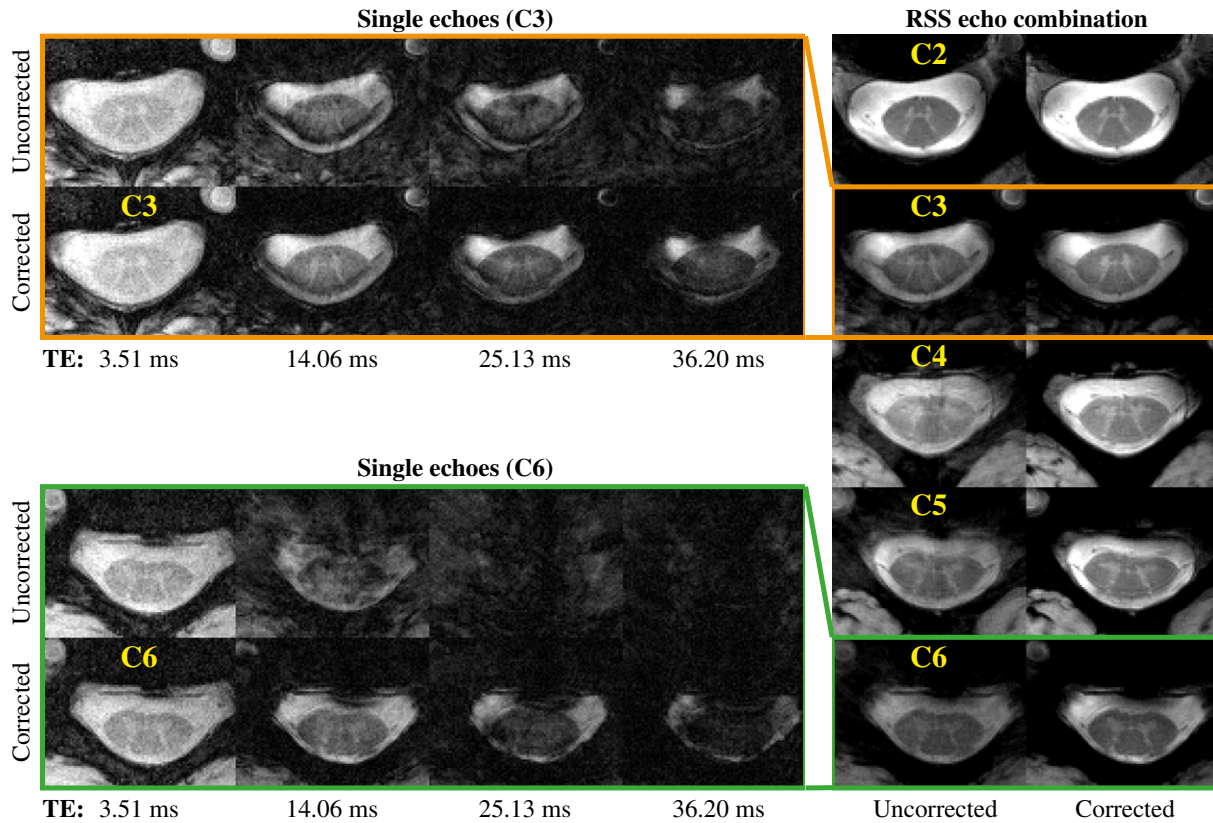 Single echoes (C3)
RSS echo combination
Uncorrected
C2
C3
Corrected
C3
TE: 3.51 ms 14.06 ms 25.13 ms 36.20 ms
C4
Single echoes (C6)
Uncorrected
C5
C6
Corrected
C6
TE: 3.51 ms 14.06 ms 25.13 ms 36.20 ms
Uncorrected Corrected